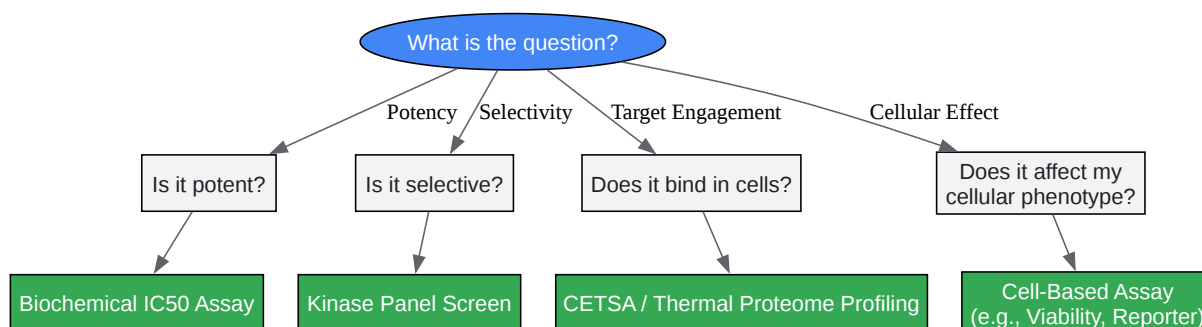 What is the question?
Potency
Selectivity
Target Engagement
Cellular Effect
Is it potent?
Is it selective?
Does it bind in cells?
Does it affect my
cellular phenotype?
Biochemical IC50 Assay
Kinase Panel Screen
CETSA / Thermal Proteome Profiling
Cell-Based Assay
(e.g., Viability, Reporter)